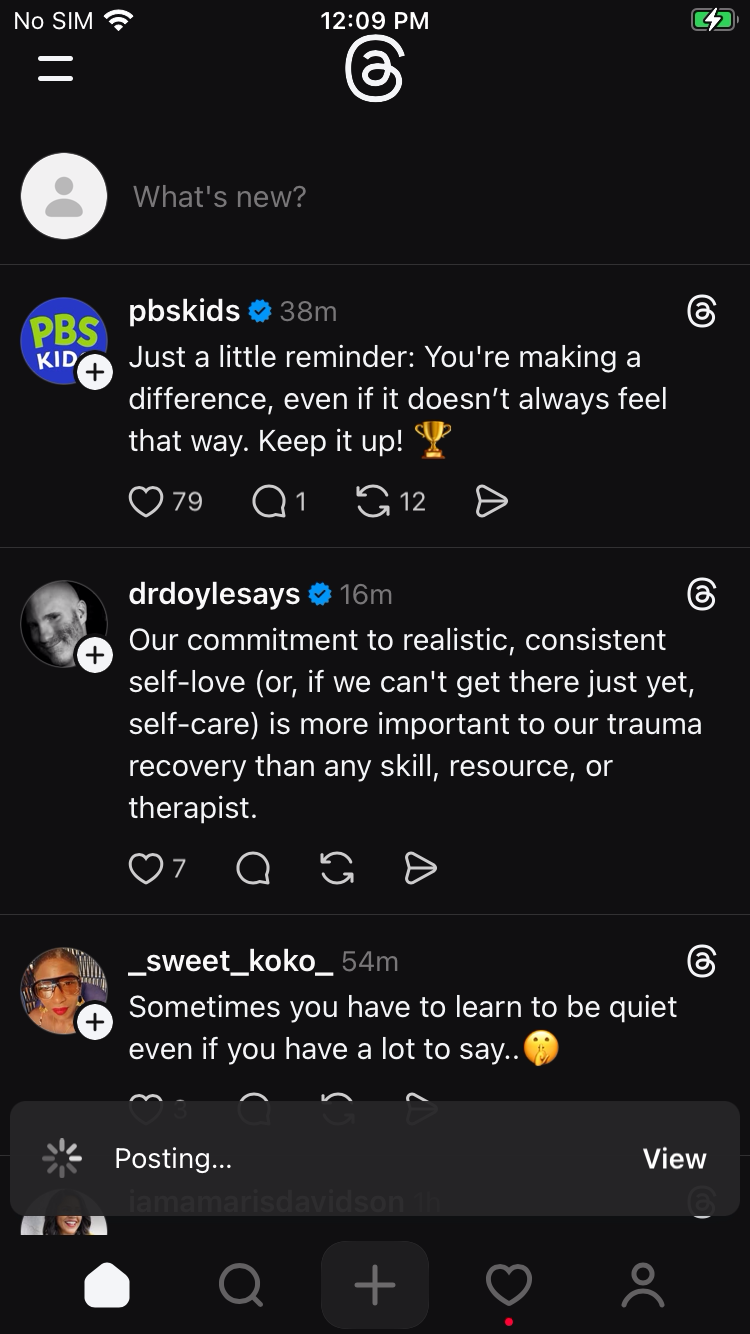 No SIM 12:09 PM
What's new?
pbskids 38m
PBS
KID
Just a little reminder: You're making a
difference, even if it doesn’t always feel
that way. Keep it up! 🏆
79 1 12
drdoylesays 16m
Our commitment to realistic, consistent
self-love (or, if we can't get there just yet,
self-care) is more important to our trauma
recovery than any skill, resource, or
therapist.
7
_sweet_koko_ 54m
Sometimes you have to learn to be quiet
even if you have a lot to say..🤫
3
Posting... View
iamamarisdavidson 1h